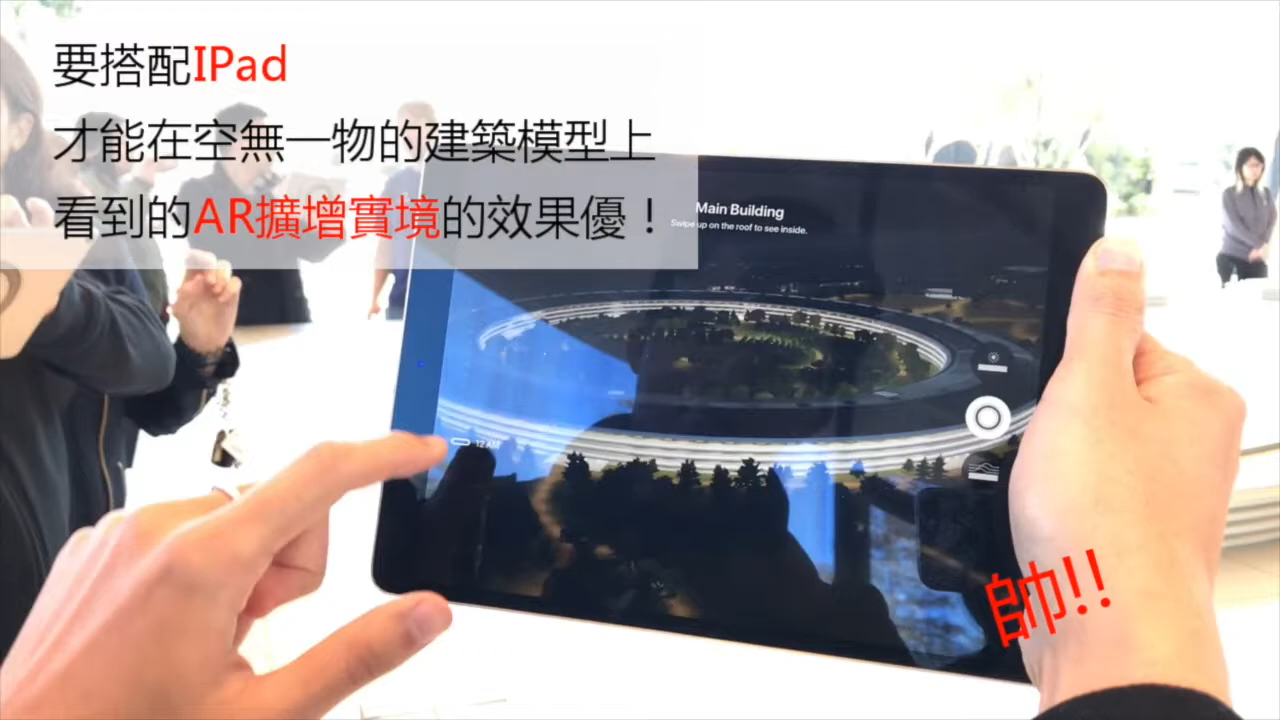 要搭配IPad
才能在空無一物的建築模型上
看到的AR擴增實境的效果優！
Main Building
Swipe up on the roof to see inside.
12 AM
帥!!